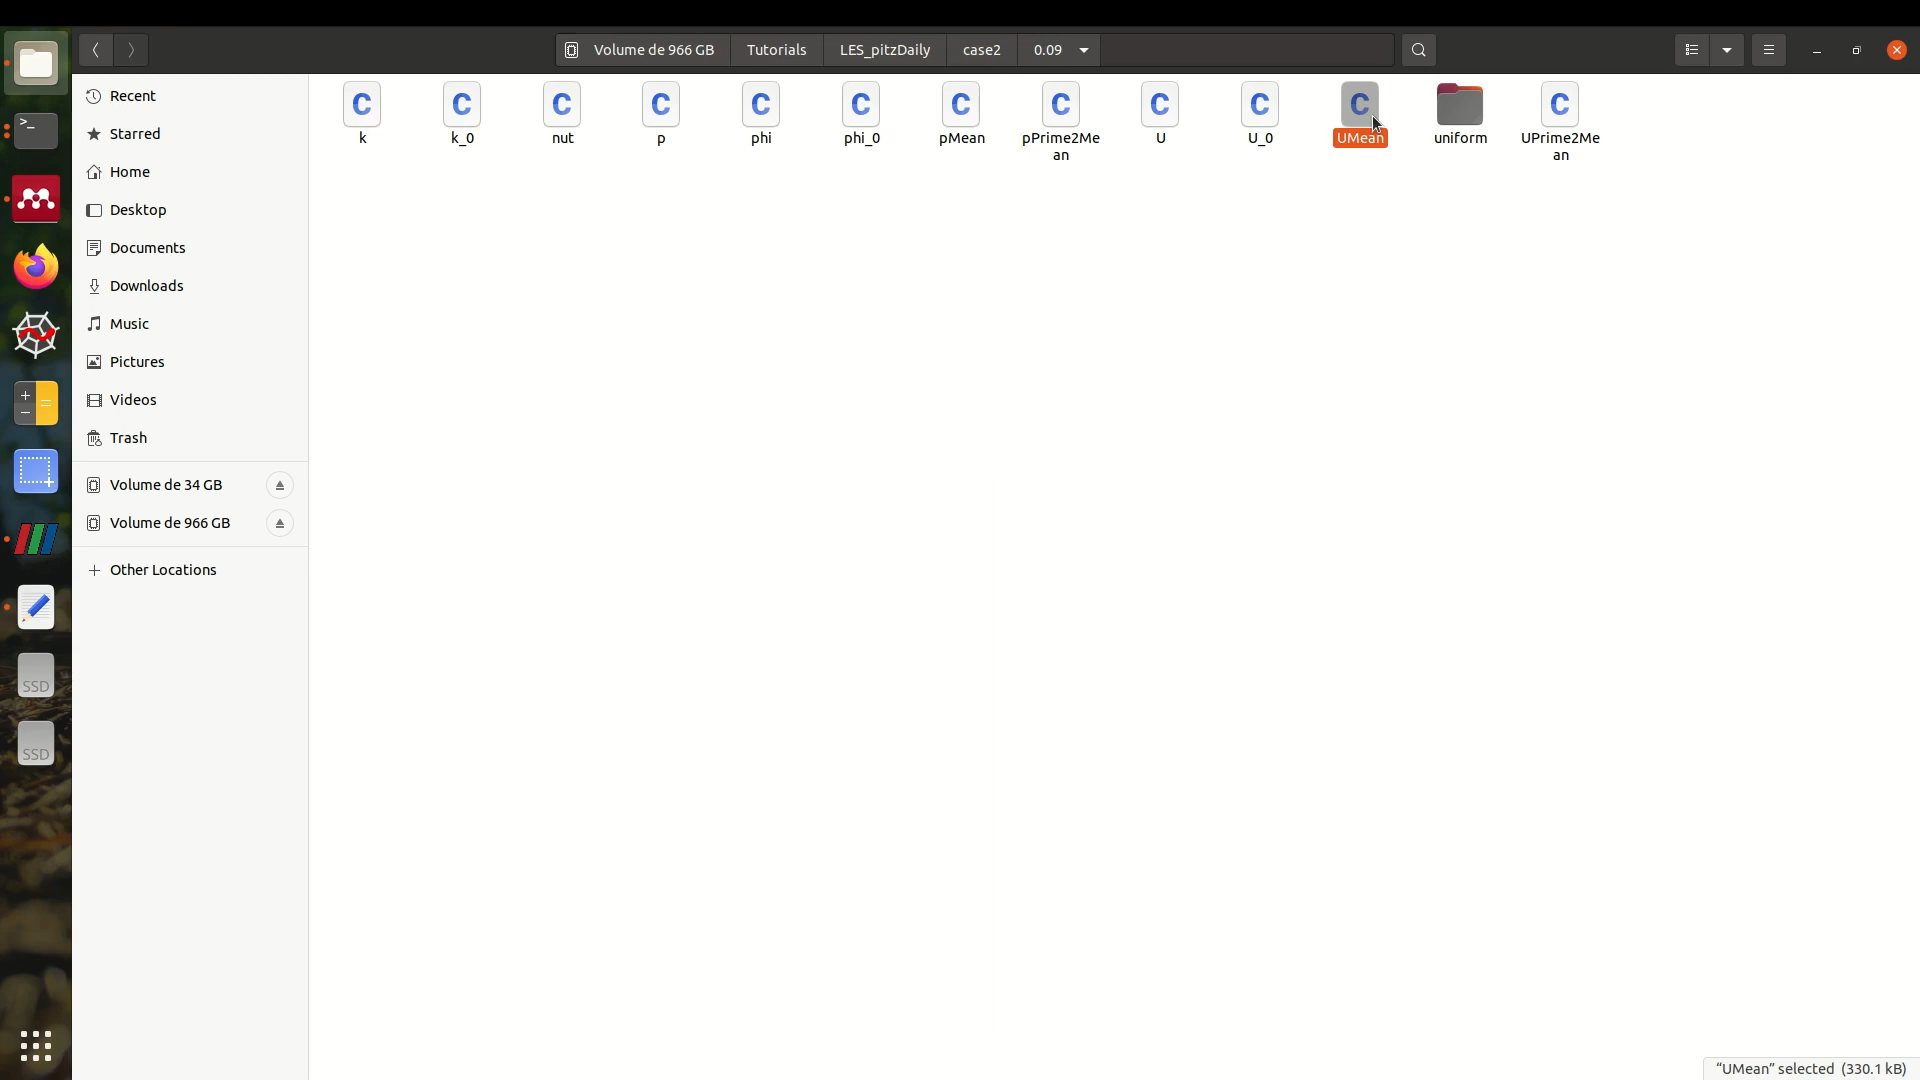 Volume de 966 GB
Tutorials
LES_pitzDaily
case2
0.09
Recent
Starred
Home
Desktop
Documents
Downloads
Music
Pictures
Videos
Trash
Volume de 34 GB
Volume de 966 GB
Other Locations
k
k_0
nut
p
phi
phi_0
pMean
pPrime2Me
an
U
U_0
UMean
uniform
UPrime2Me
an
SSD
SSD
"UMean" selected (330.1 kB)